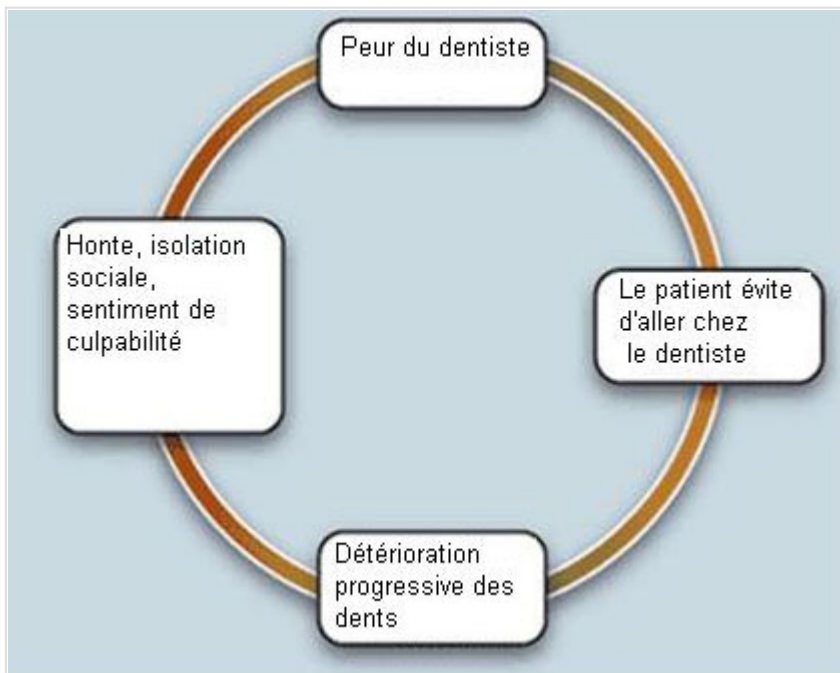 Peur du dentiste
Le patient évite
d'aller chez
le dentiste
Détérioration
progressive des
dents
Honte, isolation
sociale,
sentiment de
culpabilité